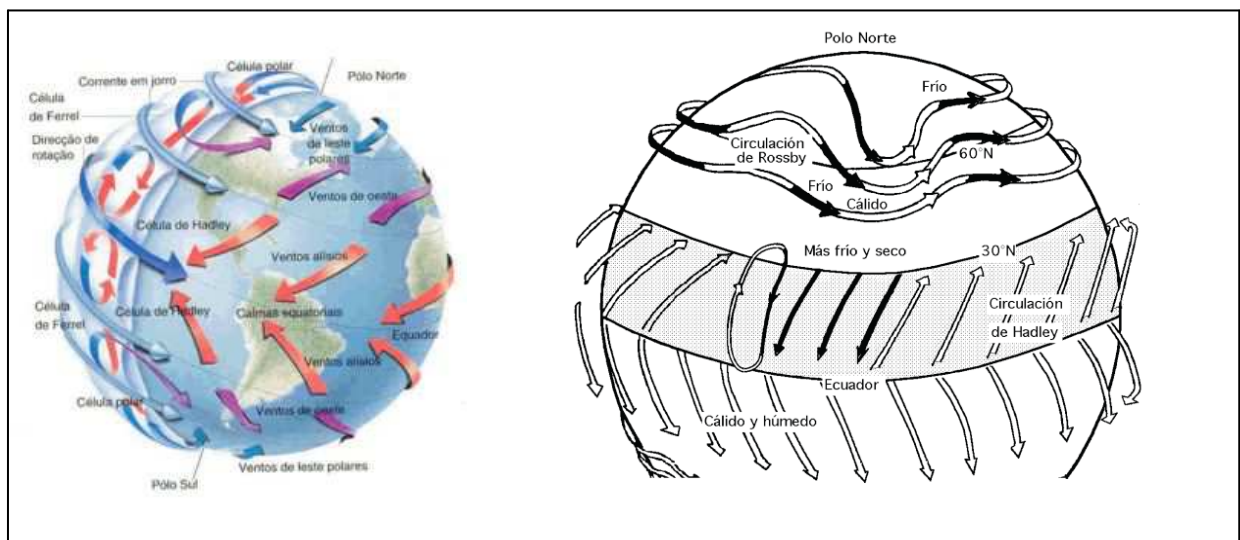 Célula polar
Corrente em jorro
Pólo Norte
Célula
de Ferrel
Direcção de
rotação
Ventos
de leste
polares
Ventos de oeste
Célula de Hadley
Ventos alísios
Célula de Hadley
Calmas equatoriais
Célula
de Ferrel
Equador
Ventos alísios
Célula polar
Ventos de oeste
Ventos de leste polares
Pólo Sul
Polo Norte
Frío
Circulación
de Rossby
60°N
Frío
Cálido
Más frío y seco
30°N
Circulación
de Hadley
Ecuador
Cálido y húmedo